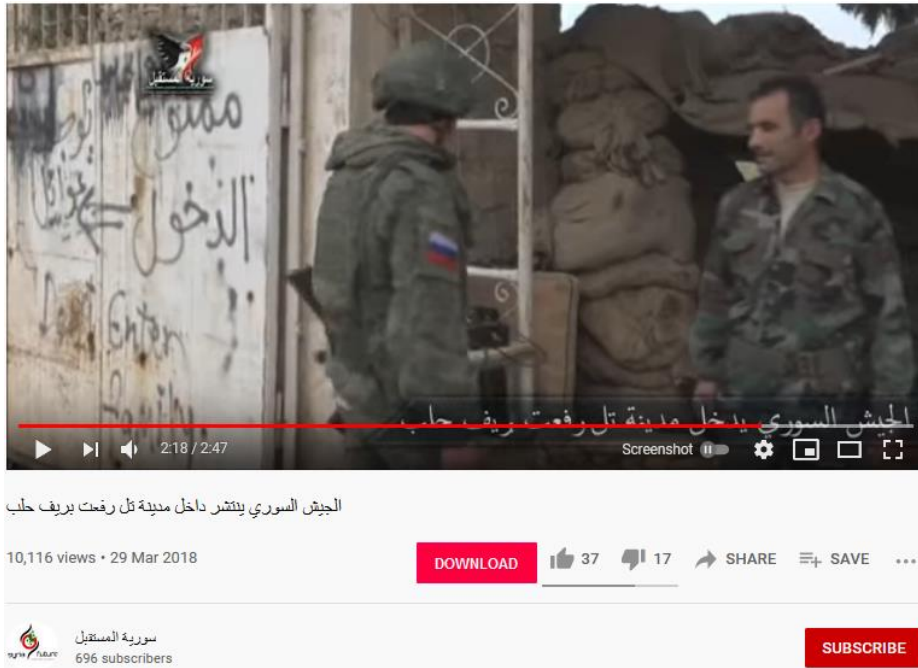 سورية المستقبل
ممنوع
الدخول
Enter
الجيش السوري يدخل مدينة تل رفعت بريف حلب
2:18 / 2:47
Screenshot
الجيش السوري ينتشر داخل مدينة تل رفعت بريف حلب
10,116 views • 29 Mar 2018
DOWNLOAD
37
17
SHARE
SAVE
سورية المستقبل
696 subscribers
SUBSCRIBE